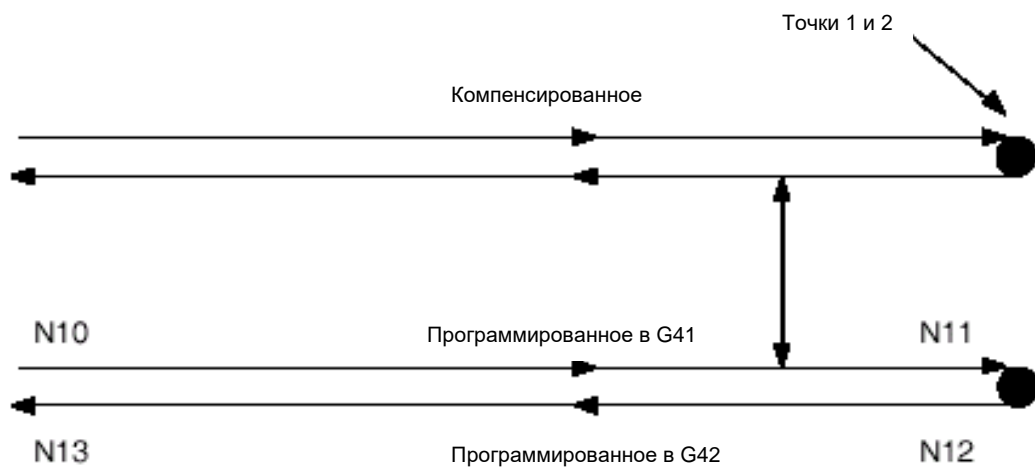 Точки 1 и 2
Компенсированное
N10
Программированное в G41
N11
N13
Программированное в G42
N12